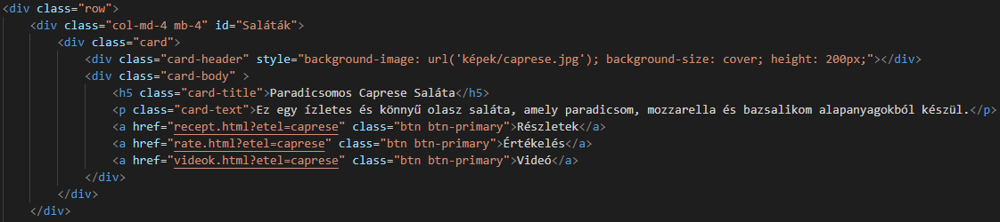 <div class="row">
<div class="col-md-4 mb-4" id="Saláták">
<div class="card">
<div class="card-header" style="background-image: url('képek/caprese.jpg'); background-size: cover; height: 200px;"></div>
<div class="card-body" >
<h5 class="card-title">Paradicsomos Caprese Saláta</h5>
<p class="card-text">Ez egy ízletes és könnyű olasz saláta, amely paradicsom, mozzarella és bazsalikom alapanyagokból készül.</p>
<a href="recept.html?etel=caprese" class="btn btn-primary">Részletek</a>
<a href="rate.html?etel=caprese" class="btn btn-primary">Értékelés</a>
<a href="videok.html?etel=caprese" class="btn btn-primary">Videó</a>
</div>
</div>
</div>